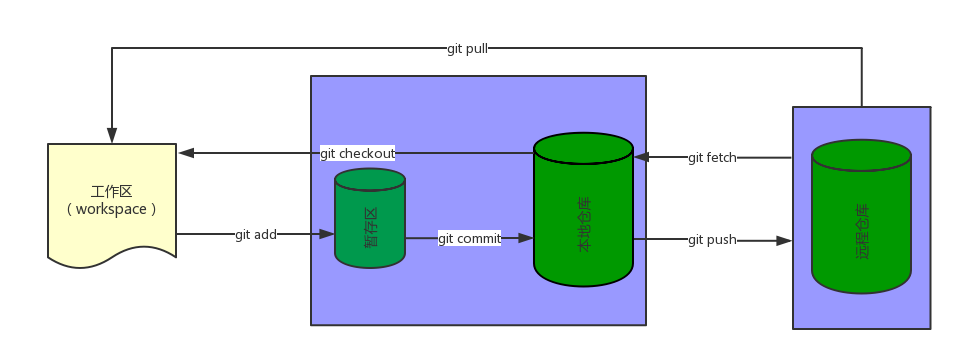 git pull
git checkout
工作区
（workspace）
git add
暂存区
git commit
本地仓库
git fetch
git push
远程仓库